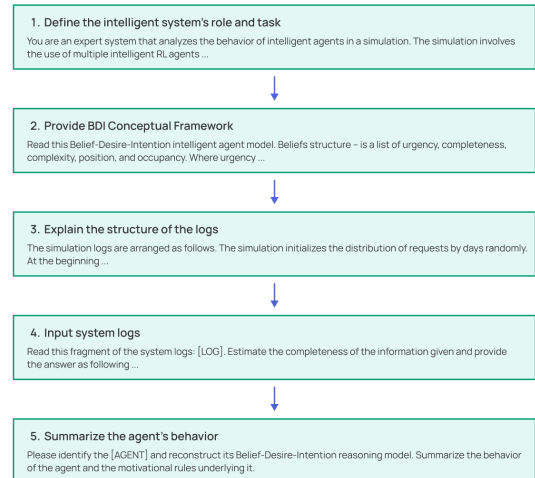 1. Define the intelligent system's role and task
You are an expert system that analyzes the behavior of intelligent agents in a simulation. The simulation involves
the use of multiple intelligent RL agents ...
2. Provide BDI Conceptual Framework
Read this Belief-Desire-Intention intelligent agent model. Beliefs structure – is a list of urgency, completeness,
complexity, position, and occupancy. Where urgency ...
3. Explain the structure of the logs
The simulation logs are arranged as follows. The simulation initializes the distribution of requests by days randomly.
At the beginning ...
4. Input system logs
Read this fragment of the system logs: [LOG]. Estimate the completeness of the information given and provide
the answer as following ...
5. Summarize the agent's behavior
Please identify the [AGENT] and reconstruct its Belief-Desire-Intention reasoning model. Summarize the behavior
of the agent and the motivational rules underlying it.